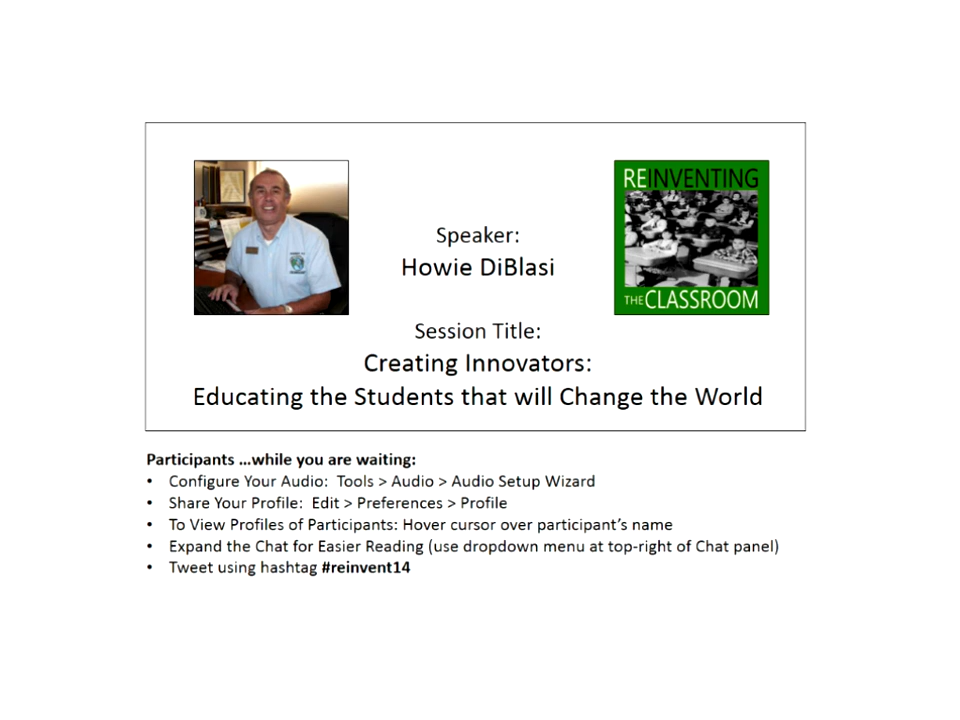 REINVENTING
THE CLASSROOM
Speaker:
Howie DiBlasi
Session Title:
Creating Innovators:
Educating the Students that will Change the World
Participants ...while you are waiting:
• Configure Your Audio: Tools > Audio > Audio Setup Wizard
• Share Your Profile: Edit > Preferences > Profile
• To View Profiles of Participants: Hover cursor over participant’s name
• Expand the Chat for Easier Reading (use dropdown menu at top-right of Chat panel)
• Tweet using hashtag #reinvent14